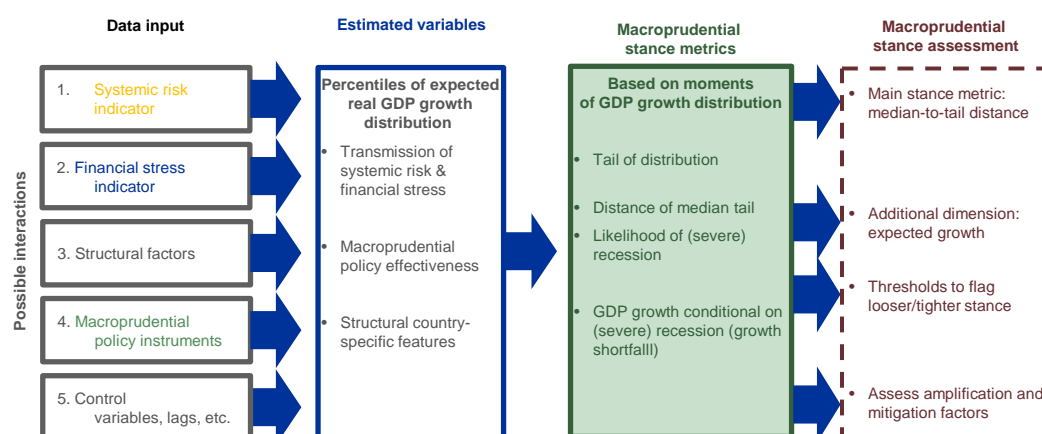 Data input
Estimated variables
Macroprudential
stance metrics
Macroprudential
stance assessment
Possible interactions
1. Systemic risk
indicator
2. Financial stress
indicator
3. Structural factors
4. Macroprudential
policy instruments
5. Control
variables, lags, etc.
Percentiles of expected
real GDP growth
distribution
• Transmission of
systemic risk &
financial stress
• Macroprudential
policy effectiveness
• Structural country-
specific features
Based on moments
of GDP growth distribution
• Tail of distribution
• Distance of median tail
• Likelihood of (severe)
recession
• GDP growth conditional on
(severe) recession (growth
shortfalll)
• Main stance metric:
median-to-tail distance
• Additional dimension:
expected growth
• Thresholds to flag
looser/tighter stance
• Assess amplification and
mitigation factors